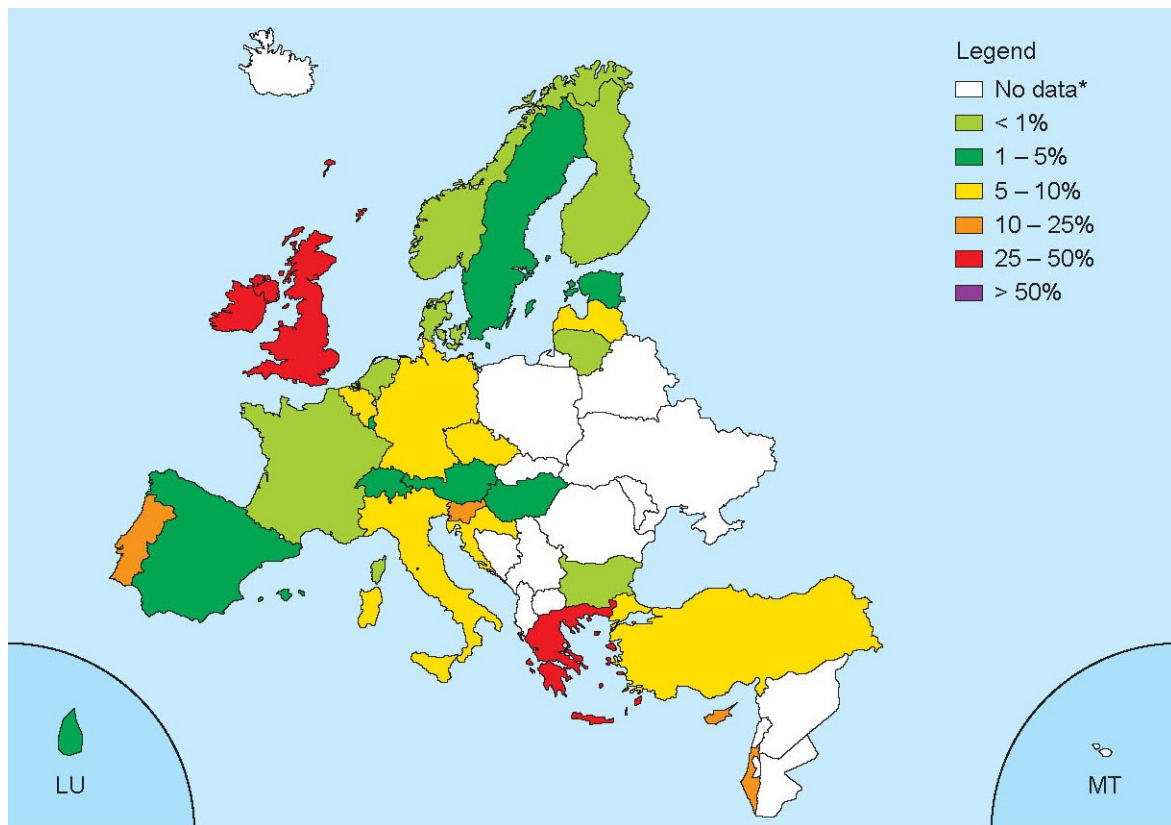 Legend
No data*
< 1%
1 – 5%
5 – 10%
10 – 25%
25 – 50%
> 50%
LU
MT